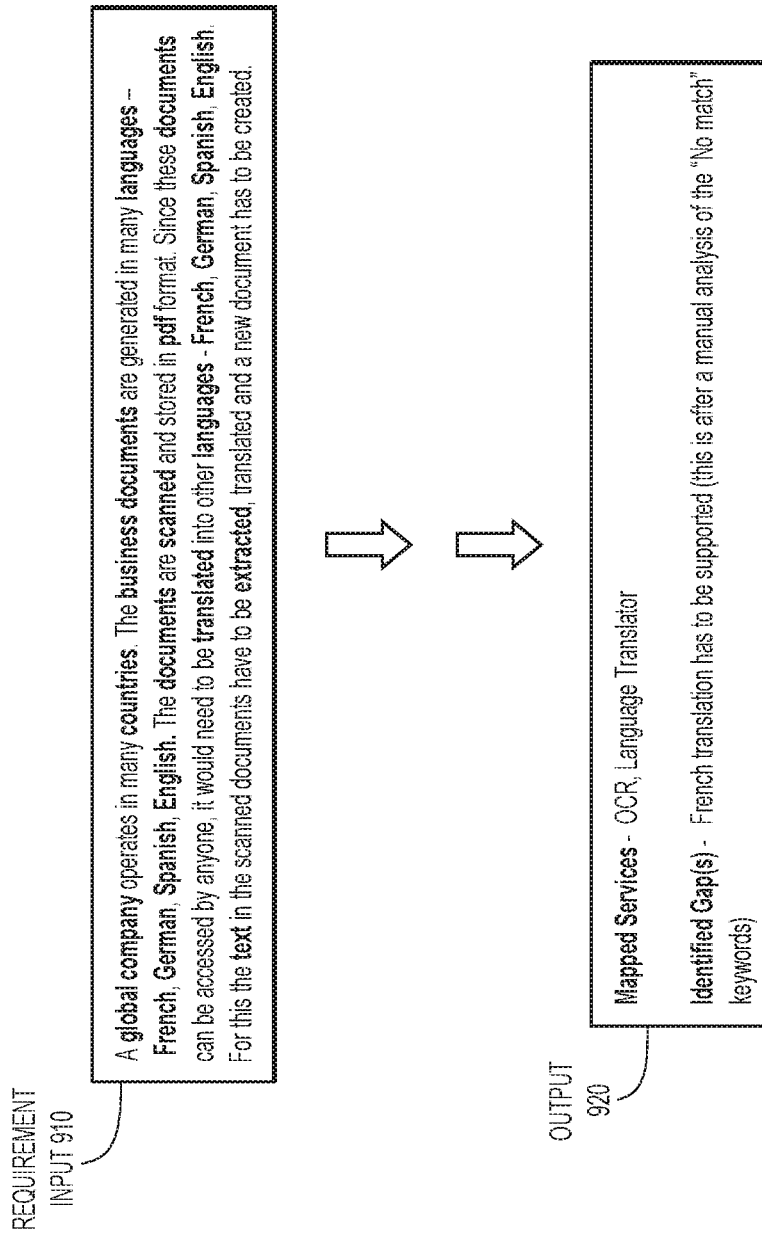 REQUIREMENT
INPUT 910
A global company operates in many countries. The business documents are generated in many languages –
French, German, Spanish, English. The documents are scanned and stored in pdf format. Since these documents
can be accessed by anyone, it would need to be translated into other languages - French, German, Spanish, English.
For this the text in the scanned documents have to be extracted, translated and a new document has to be created.
OUTPUT
920
Mapped Services - OCR, Language Translator
Identified Gap(s) - French translation has to be supported (this is after a manual analysis of the "No match"
keywords)